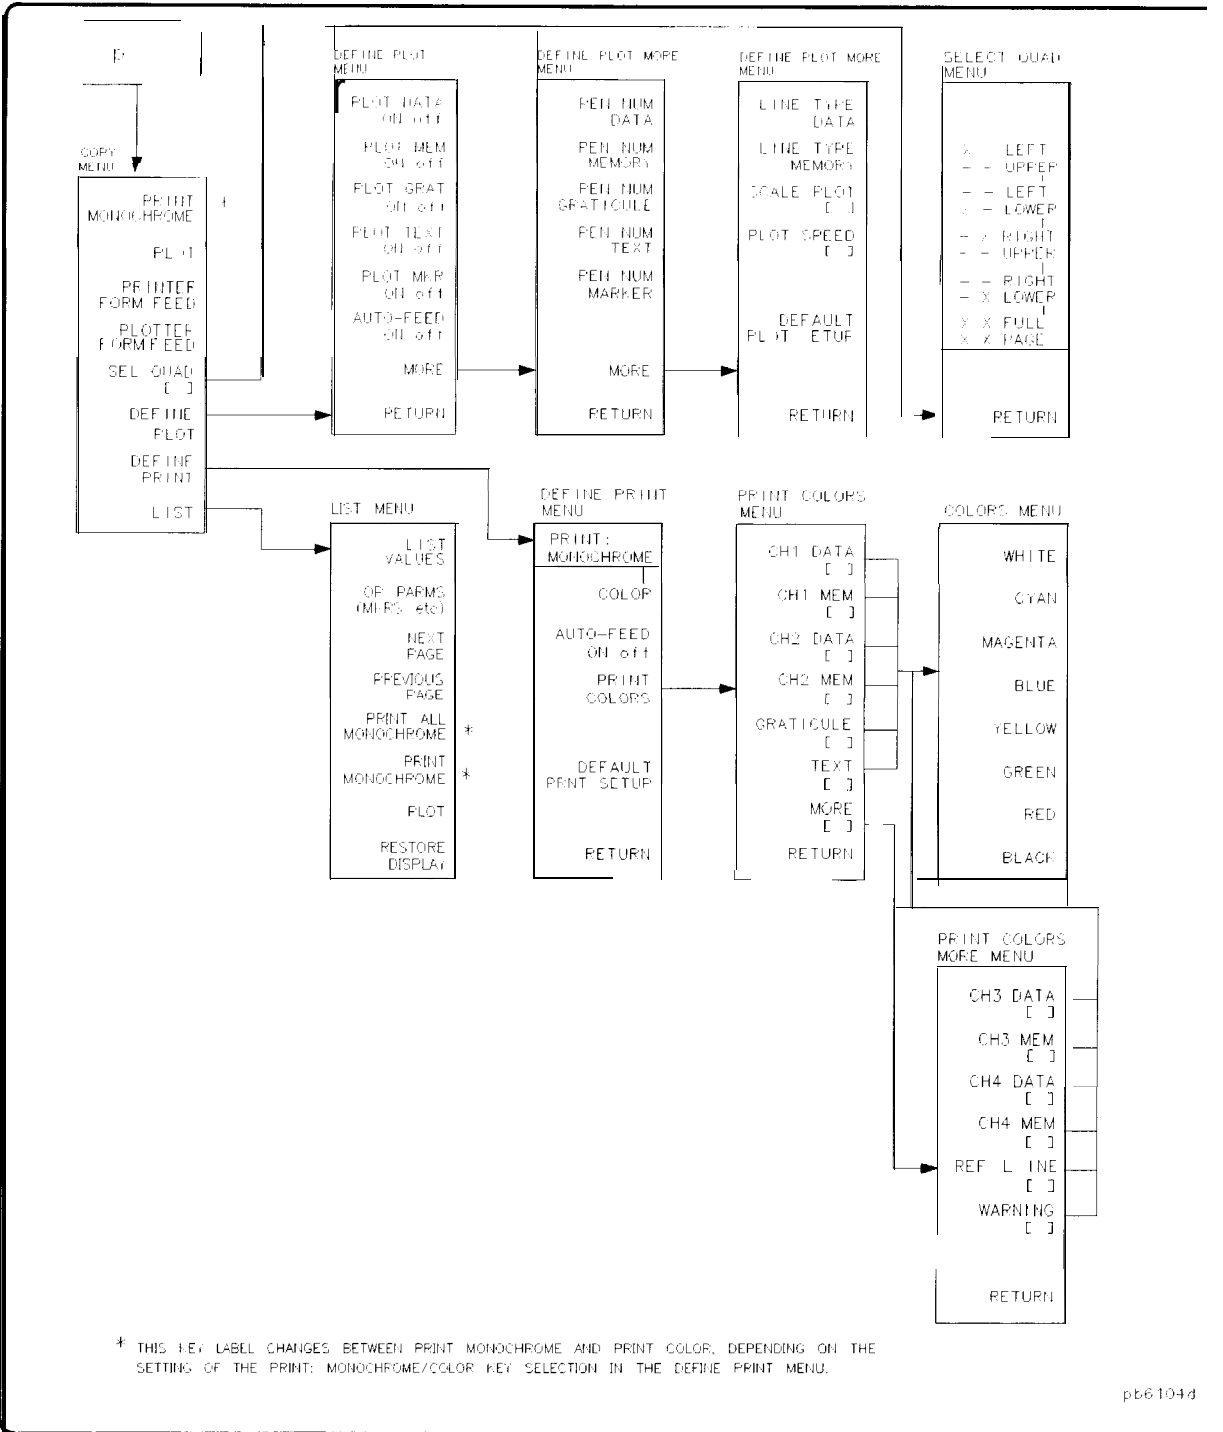 p
COPY
MENU
PRINT *
MONOCHROME
PLOT
PRINTER
FORM FEED
PLOTTER
FORM FEED
SEL QUAD
[ ]
DEFINE
PLOT
DEFINE
PRINT
LIST
DEFINE PLOT
MENU
PLOT DATA
ON off
PLOT MEM
ON off
PLOT GRAT
ON off
PLOT TEXT
ON off
PLOT MKR
ON off
AUTO-FEED
ON off
MORE
RETURN
DEFINE PLOT MORE
MENU
PEN NUM
DATA
PEN NUM
MEMORY
PEN NUM
GRATICULE
PEN NUM
TEXT
PEN NUM
MARKER
MORE
RETURN
DEFINE PLOT MORE
MENU
LINE TYPE
DATA
LINE TYPE
MEMORY
SCALE PLOT
[ ]
PLOT SPEED
[ ]
DEFAULT
PLOT SETUP
RETURN
SELECT QUAD
MENU
X - LEFT
- - UPPER
- - LEFT
X - LOWER
- X RIGHT
- - UPPER
- - RIGHT
- X LOWER
X X FULL
X X PAGE
RETURN
LIST MENU
LIST
VALUES
OP PARMS
(MKRS etc)
NEXT
PAGE
PREVIOUS
PAGE
PRINT ALL
MONOCHROME *
PRINT
MONOCHROME *
PLOT
RESTORE
DISPLAY
DEFINE PRINT
MENU
PRINT:
MONOCHROME
COLOR
AUTO-FEED
ON off
PRINT
COLORS
DEFAULT
PRNT SETUP
RETURN
PRINT COLORS
MENU
CH1 DATA
[ ]
CH1 MEM
[ ]
CH2 DATA
[ ]
CH2 MEM
[ ]
GRATICULE
[ ]
TEXT
[ ]
MORE
[ ]
RETURN
COLORS MENU
WHITE
CYAN
MAGENTA
BLUE
YELLOW
GREEN
RED
BLACK
PRINT COLORS
MORE MENU
CH3 DATA
[ ]
CH3 MEM
[ ]
CH4 DATA
[ ]
CH4 MEM
[ ]
REF LINE
[ ]
WARNING
[ ]
RETURN
* THIS KEY LABEL CHANGES BETWEEN PRINT MONOCHROME AND PRINT COLOR, DEPENDING ON THE
SETTING OF THE PRINT: MONOCHROME/COLOR KEY SELECTION IN THE DEFINE PRINT MENU.
pb6104d